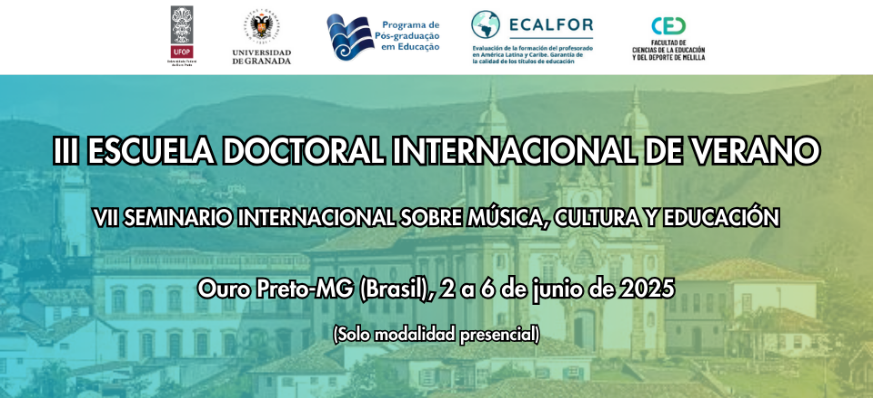 UFOP
UNIVERSIDAD
DE GRANADA
Programa de
Pós-graduação
em Educação
ECALFOR
Evaluación de la formación del profesorado
en América Latina y Caribe. Garantía de
la calidad de los títulos de educación
FACULTAD DE
CIENCIAS DE LA EDUCACIÓN
Y DEL DEPORTE DE MELILLA
III ESCUELA DOCTORAL INTERNACIONAL DE VERANO
VII SEMINARIO INTERNACIONAL SOBRE MÚSICA, CULTURA Y EDUCACIÓN
Ouro Preto-MG (Brasil), 2 a 6 de junio de 2025
(Solo modalidad presencial)